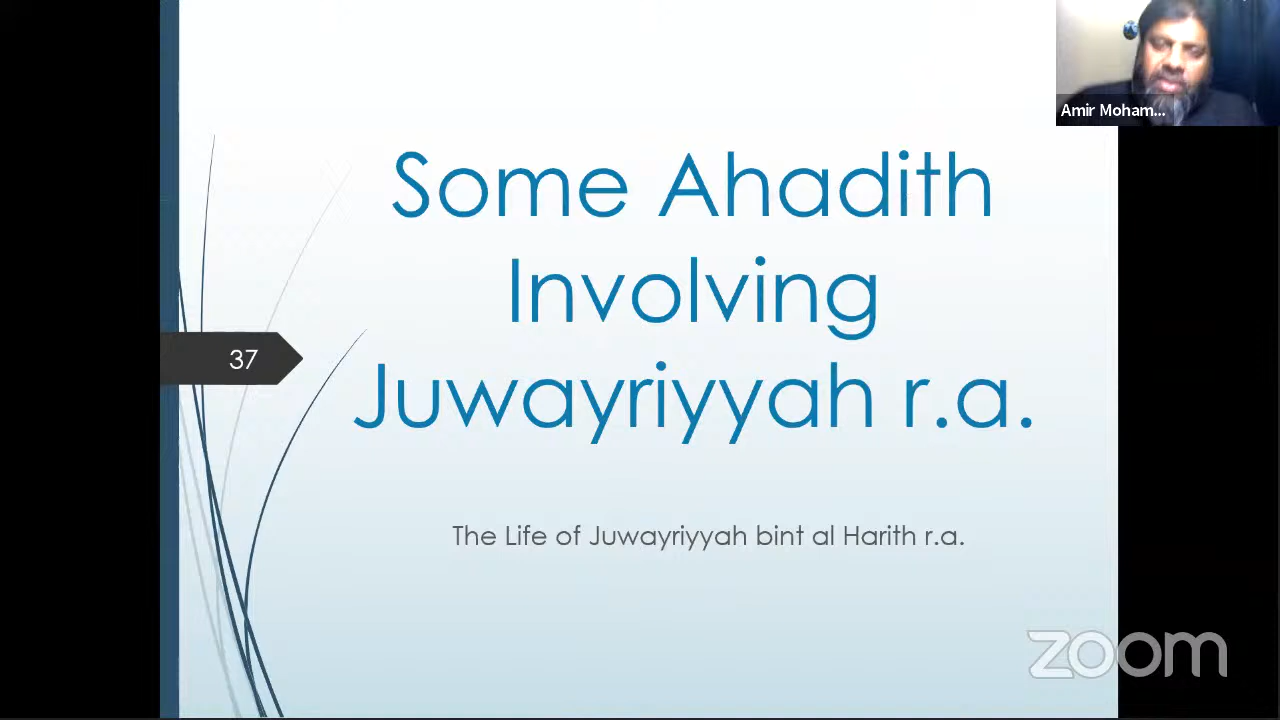 Amir Moham...
Some Ahadith
Involving
Juwayriyyah r.a.
37
The Life of Juwayriyyah bint al Harith r.a.
zoom